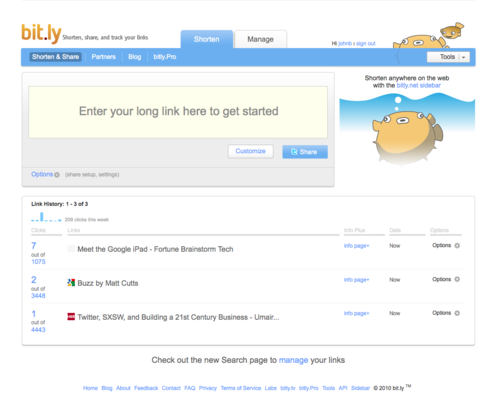 bit.ly Shorten, share, and track your links
Shorten
Manage
Hi johnb x sign out
Shorten & Share Partners Blog bitly.Pro
Tools
Enter your long link here to get started
Customize
Share
Options (share setup, settings)
Shorten anywhere on the web
with the bitly.net sidebar
Link History: 1 - 3 of 3
209 clicks this week
Clicks Links Info Plus Date Options
7
out of
1075
Meet the Google iPad - Fortune Brainstorm Tech
info page+ Now Options
2
out of
3448
Buzz by Matt Cutts
info page+ Now Options
1
out of
4443
Twitter, SXSW, and Building a 21st Century Business - Umair...
info page+ Now Options
Check out the new Search page to manage your links
Home Blog About Feedback Contact FAQ Privacy Terms of Service Labs bitly.tv bitly.Pro Tools API Sidebar © 2010 bit.ly ™